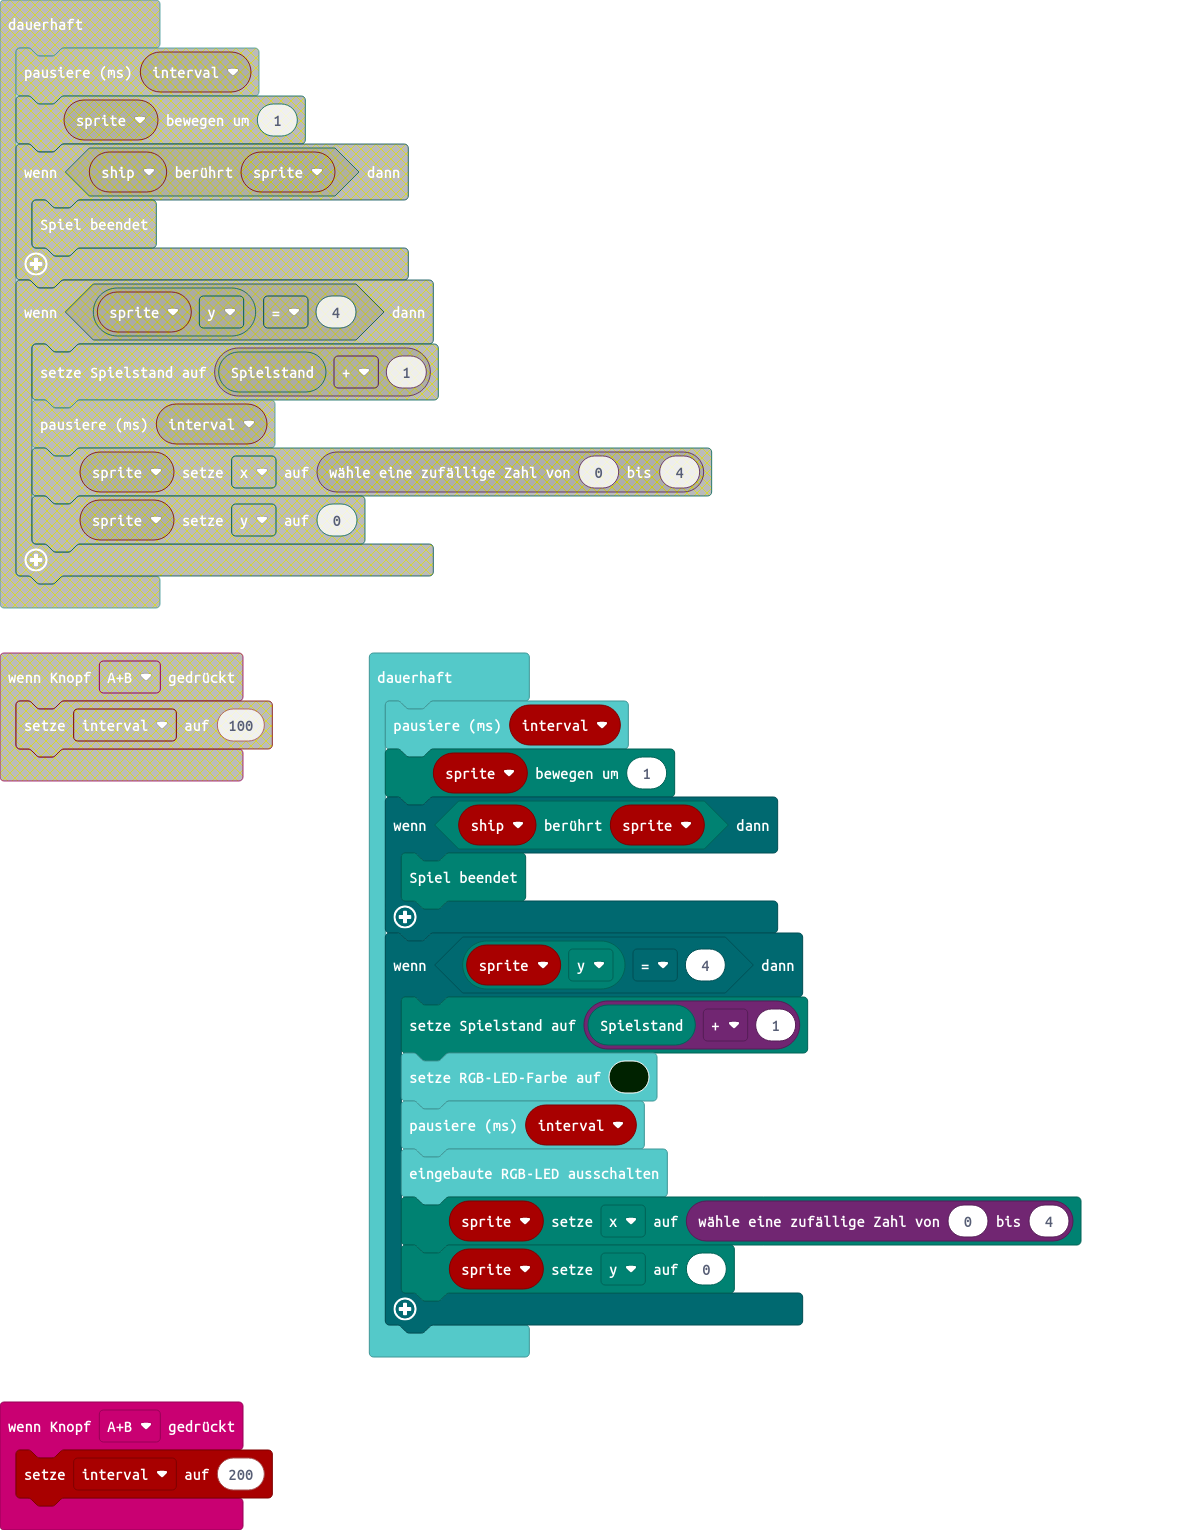 dauerhaft
pausiere (ms) interval
sprite bewegen um 1
wenn ship berührt sprite dann
Spiel beendet
wenn sprite y = 4 dann
setze Spielstand auf Spielstand + 1
pausiere (ms) interval
sprite setze x auf wähle eine zufällige Zahl von 0 bis 4
sprite setze y auf 0
wenn Knopf A+B gedrückt
setze interval auf 100
dauerhaft
pausiere (ms) interval
sprite bewegen um 1
wenn ship berührt sprite dann
Spiel beendet
wenn sprite y = 4 dann
setze Spielstand auf Spielstand + 1
setze RGB-LED-Farbe auf
pausiere (ms) interval
eingebaute RGB-LED ausschalten
sprite setze x auf wähle eine zufällige Zahl von 0 bis 4
sprite setze y auf 0
wenn Knopf A+B gedrückt
setze interval auf 200